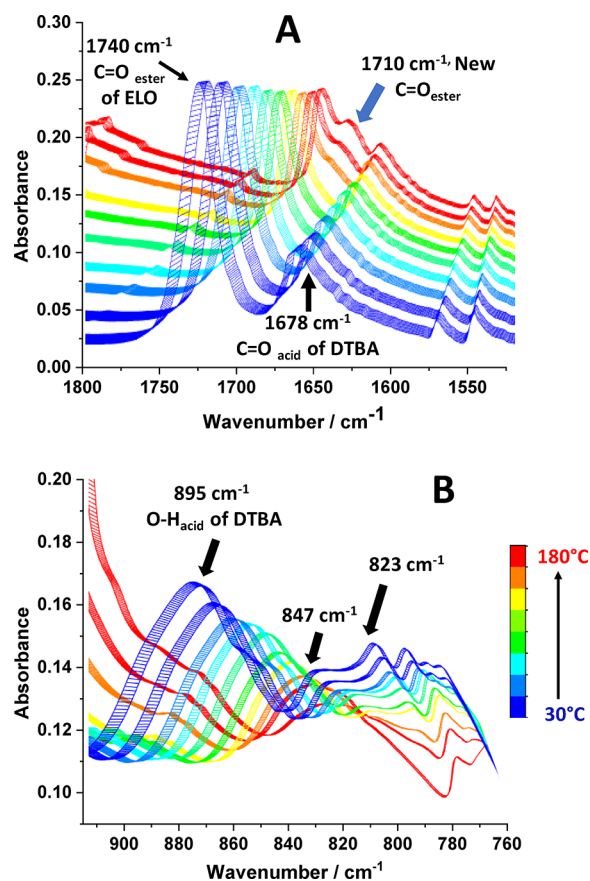 A
0.30
0.25
0.20
0.15
0.10
0.05
0.00
Absorbance
1740 cm-1
C=O ester
of ELO
1710 cm-1, New
C=Oester
1678 cm-1
C=O acid of DTBA
1800 1750 1700 1650 1600 1550
Wavenumber / cm-1
B
0.20
0.18
0.16
0.14
0.12
0.10
Absorbance
895 cm-1
O-Hacid of DTBA
847 cm-1
823 cm-1
180°C
30°C
900 880 860 840 820 800 780 760
Wavenumber / cm-1